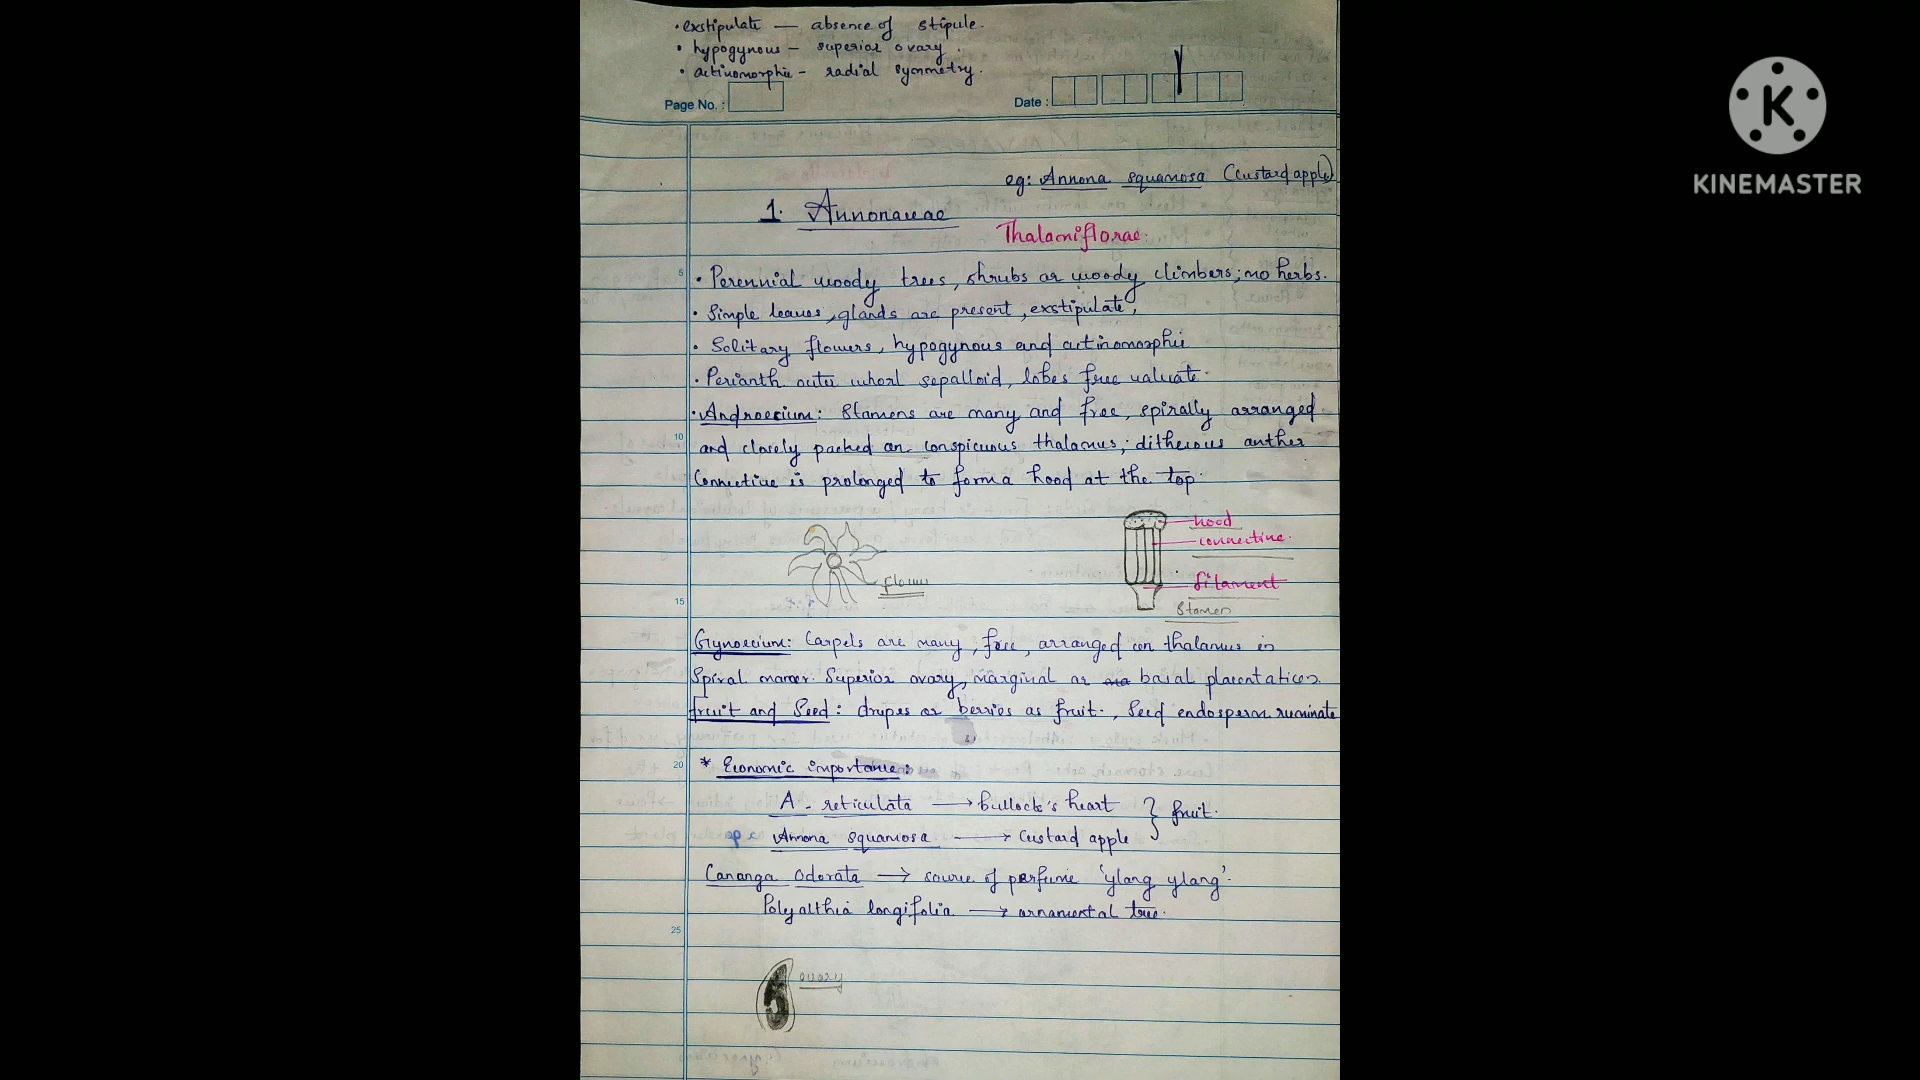 • exstipulate — absence of stipule.
• hypogynous – superior ovary.
• actinomorphic – radial symmetry.
Page No. :
Date :
K
KINEMASTER
eg: Annona squamosa (Custard apple)
1. Annonaceae
Thalamiflorae.
• Perennial woody trees, shrubs or woody climbers; no herbs.
5
• Simple leaves, glands are present, exstipulate,
• Solitary flowers, hypogynous and actinomorphic
• Perianth outer whorl sepalloid, lobes free valvate.
• Androecium: Stamens are many and free, spirally arranged
10
and closely packed on conspicuous thalamus; dithecous anther
Connective is prolonged to form a hood at the top.
hood
connective.
flower
filament
15
Stamen
Gynoecium: Carpels are many, free, arranged on thalamus in
Spiral manner. Superior ovary, marginal or basal placentation.
fruit and Seed: drupes or berries as fruit., Seed endosperm ruminate
20
* Economic importance:
A. reticulata → bullock's heart } fruit.
Annona squamosa → Custard apple
Cananga odorata → source of perfume 'ylang ylang'.
Polyalthia longifolia → ornamental tree.
25
ovary